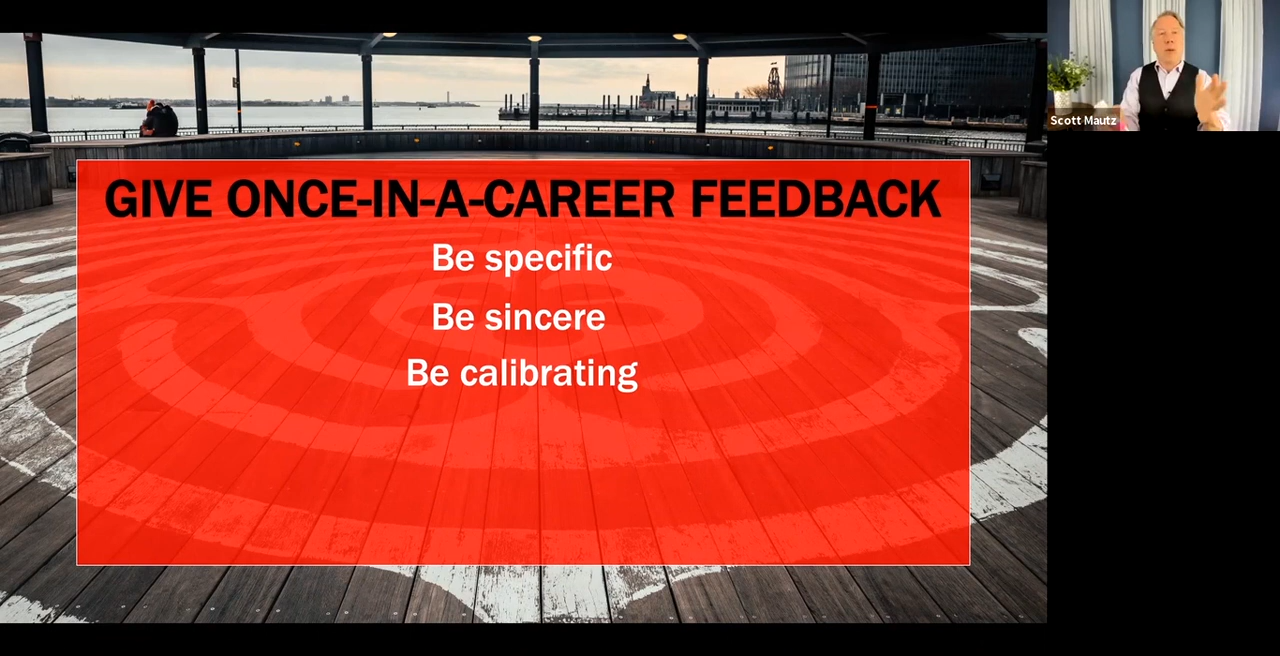 GIVE ONCE-IN-A-CAREER FEEDBACK
Be specific
Be sincere
Be calibrating
Scott Mautz